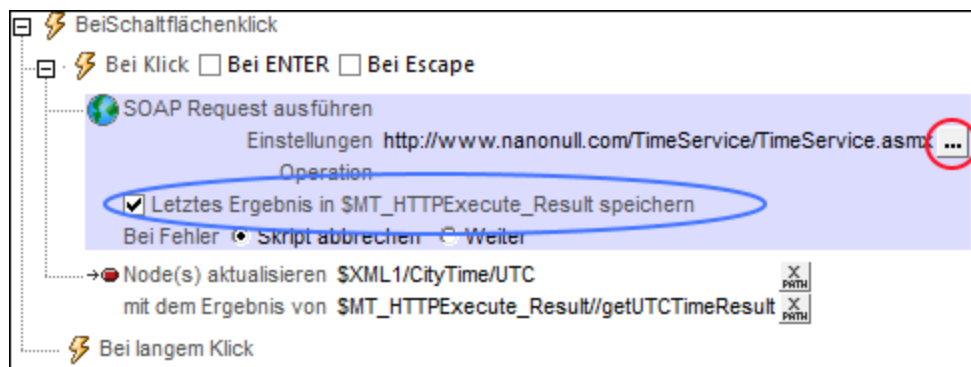 BeiSchaltflächenklick
Bei Klick Bei ENTER Bei Escape
SOAP Request ausführen
Einstellungen http://www.nanonull.com/TimeService/TimeService.asmx ...
Operation
Letztes Ergebnis in $MT_HTTPExecute_Result speichern
Bei Fehler Skript abbrechen Weiter
Node(s) aktualisieren $XML1/CityTime/UTC X PATH
mit dem Ergebnis von $MT_HTTPExecute_Result//getUTCTimeResult X PATH
Bei langem Klick